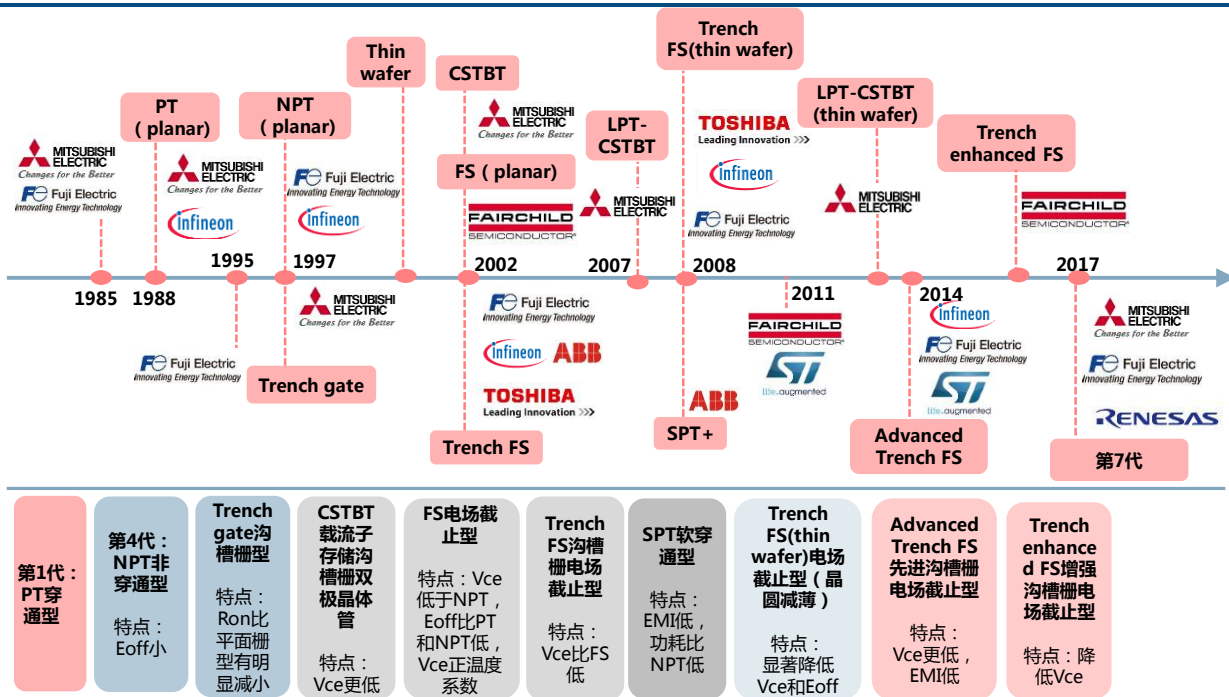 Trench
FS(thin wafer)
Thin
wafer
CSTBT
PT
( planar)
NPT
( planar)
LPT-CSTBT
(thin wafer)
MITSUBISHI
ELECTRIC
Changes for the Better
LPT-
CSTBT
TOSHIBA
Leading Innovation >>>
Trench
enhanced FS
MITSUBISHI
ELECTRIC
Changes for the Better
Fuji Electric
Innovating Energy Technology
MITSUBISHI
ELECTRIC
Changes for the Better
infineon
Fuji Electric
Innovating Energy Technology
infineon
FS ( planar)
FAIRCHILD
SEMICONDUCTOR®
MITSUBISHI
ELECTRIC
infineon
Fuji Electric
Innovating Energy Technology
MITSUBISHI
ELECTRIC
FAIRCHILD
SEMICONDUCTOR®
1985
1988
1995
1997
2002
2007
2008
2011
2014
2017
Fuji Electric
Innovating Energy Technology
MITSUBISHI
ELECTRIC
Changes for the Better
Trench gate
Fuji Electric
Innovating Energy Technology
infineon
ABB
TOSHIBA
Leading Innovation >>>
Trench FS
ABB
SPT+
FAIRCHILD
SEMICONDUCTOR®
ST
life.augmented
infineon
Fuji Electric
Innovating Energy Technology
ST
life.augmented
Advanced
Trench FS
MITSUBISHI
ELECTRIC
Changes for the Better
Fuji Electric
Innovating Energy Technology
RENESAS
第7代
第1代：
PT穿
通型
第4代：
NPT非
穿通型
特点：
Eoff小
Trench
gate沟
槽栅型
特点：
Ron比
平面栅
型有明
显减小
CSTBT
载流子
存储沟
槽栅双
极晶体
管
特点：
Vce更低
FS电场截
止型
特点：Vce
低于NPT，
Eoff比PT
和NPT低，
Vce正温度
系数
Trench
FS沟槽
栅电场
截止型
特点：
Vce比FS
低
SPT软穿
通型
特点：
EMI低，
功耗比
NPT低
Trench
FS(thin
wafer)电场
截止型（晶
圆减薄）
特点：
显著降低
Vce和Eoff
Advanced
Trench FS
先进沟槽栅
电场截止型
特点：
Vce更低，
EMI低
Trench
enhance
d FS增强
沟槽栅电
场截止型
特点：降
低Vce